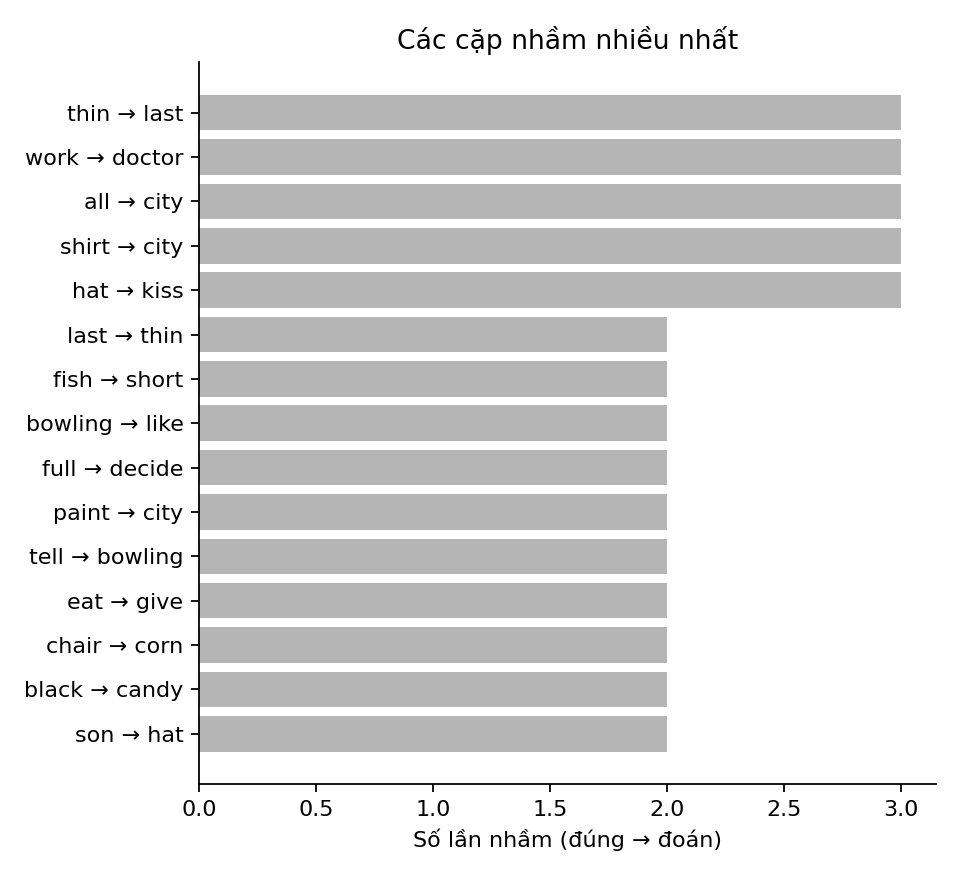 Các cặp nhầm nhiều nhất
thin → last
work → doctor
all → city
shirt → city
hat → kiss
last → thin
fish → short
bowling → like
full → decide
paint → city
tell → bowling
eat → give
chair → corn
black → candy
son → hat
0.0 0.5 1.0 1.5 2.0 2.5 3.0
Số lần nhầm (đúng → đoán)